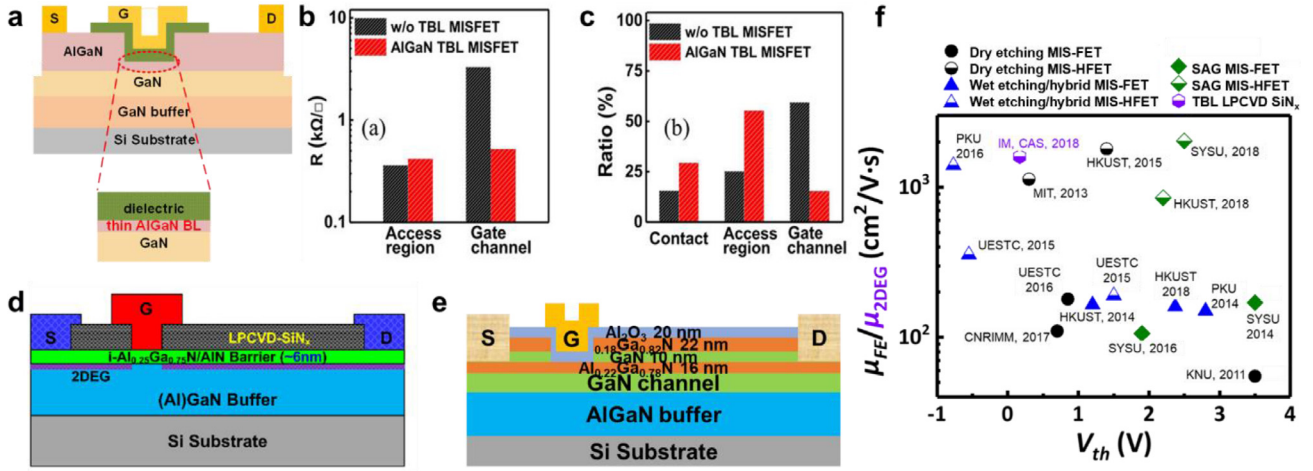 a
S
G
D
AlGaN
GaN
GaN buffer
Si Substrate
dielectric
thin AlGaN BL
GaN
b
w/o TBL MISFET
AlGaN TBL MISFET
R (kΩ/□)
10
1
0.1
(a)
Access
region
Gate
channel
c
w/o TBL MISFET
AlGaN TBL MISFET
Ratio (%)
100
75
50
25
0
(b)
Contact
Access
region
Gate
channel
d
S
G
D
LPCVD-SiNₓ
i-Al₀.₂₅Ga₀.₇₅N/AlN Barrier (~6nm)
2DEG
(Al)GaN Buffer
Si Substrate
e
S
G
D
Al₂O₃ 20 nm
₀.₁₈Ga₀.₈₂N 22 nm
GaN 10 nm
Al₀.₂₂Ga₀.₇₈N 16 nm
GaN channel
AlGaN buffer
Si Substrate
f
Dry etching MIS-FET
Dry etching MIS-HFET
Wet etching/hybrid MIS-FET
Wet etching/hybrid MIS-HFET
SAG MIS-FET
SAG MIS-HFET
TBL LPCVD SiNₓ
μFE/μ2DEG (cm²/V·s)
10³
10²
PKU
2016
IM, CAS, 2018
HKUST, 2015
SYSU, 2018
MIT, 2013
HKUST, 2018
UESTC, 2015
UESTC
2016
UESTC
2015
HKUST
2018
PKU
2014
HKUST, 2014
CNRIMM, 2017
SYSU, 2016
SYSU
2014
KNU, 2011
-1 0 1 2 3 4
Vth (V)